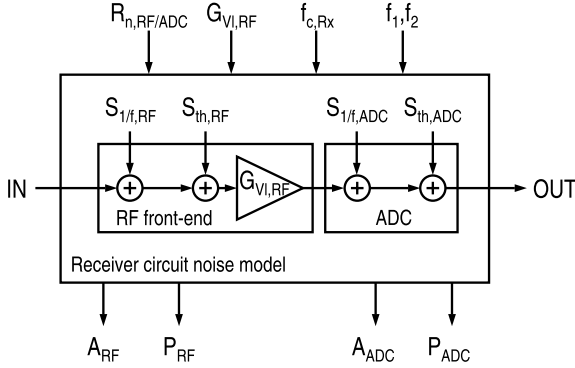 R_n,RF/ADC G_VI,RF f_c,Rx f_1,f_2
S_1/f,RF S_th,RF S_1/f,ADC S_th,ADC
IN + + G_VI,RF + + OUT
RF front-end ADC
Receiver circuit noise model
A_RF P_RF A_ADC P_ADC